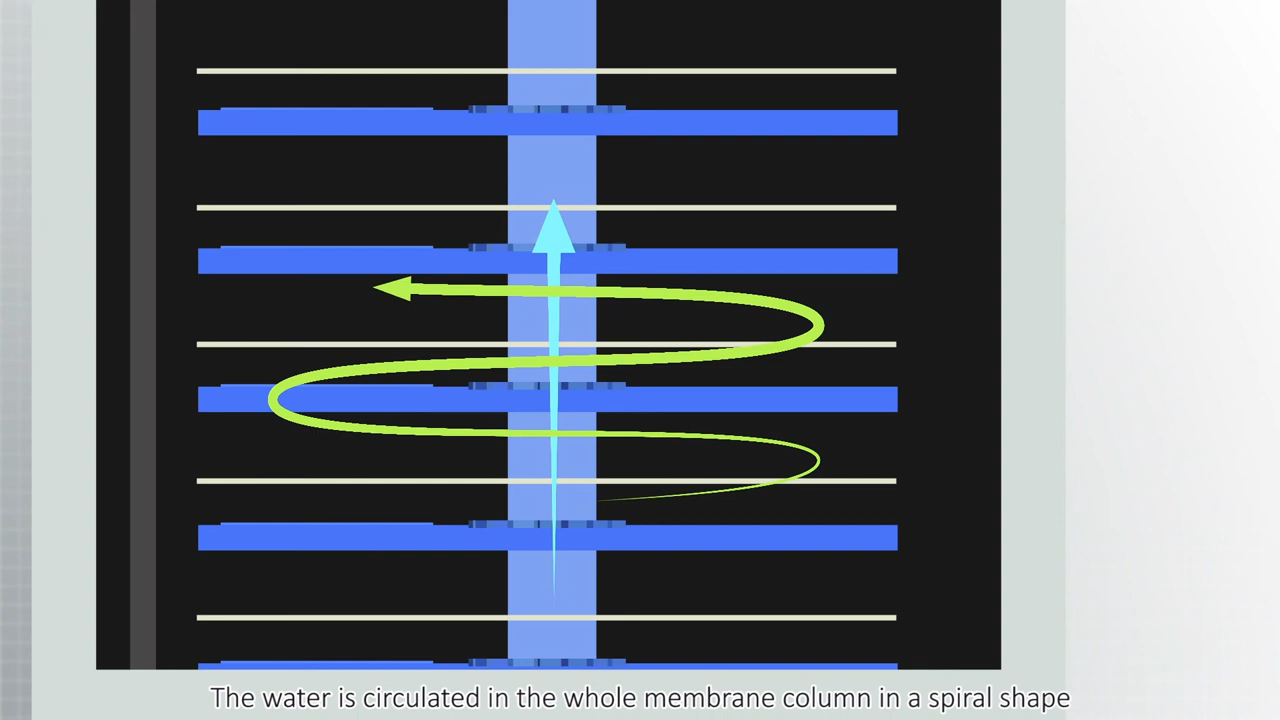 The water is circulated in the whole membrane column in a spiral shape